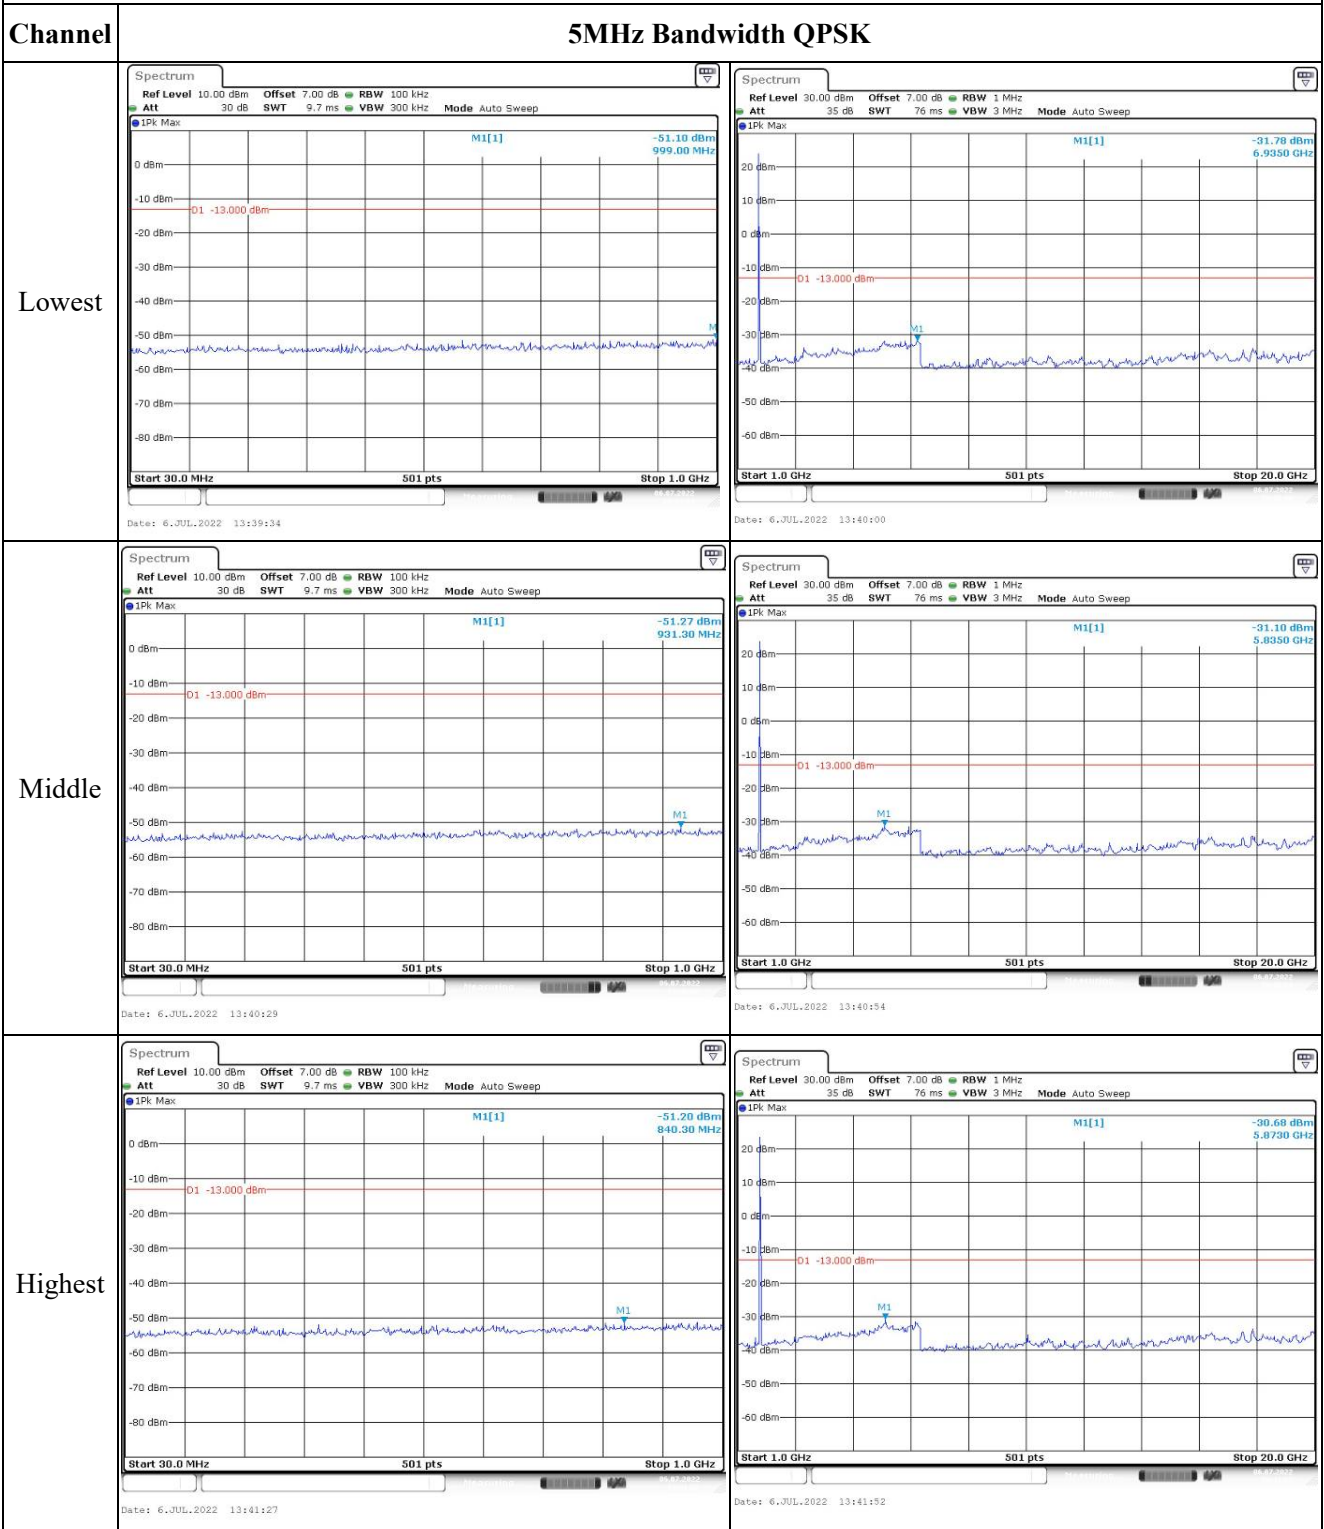 Channel 5MHz Bandwidth QPSK
Lowest
Spectrum
Ref Level 10.00 dBm Offset 7.00 dB RBW 100 kHz
Att 30 dB SWT 9.7 ms VBW 300 kHz Mode Auto Sweep
1Pk Max
M1[1] -51.10 dBm
999.00 MHz
0 dBm
-10 dBm
D1 -13.000 dBm
-20 dBm
-30 dBm
-40 dBm
-50 dBm
M
-60 dBm
-70 dBm
-80 dBm
Start 30.0 MHz 501 pts Stop 1.0 GHz
06.07.2022
Date: 6.JUL.2022 13:39:34
Spectrum
Ref Level 30.00 dBm Offset 7.00 dB RBW 1 MHz
Att 35 dB SWT 76 ms VBW 3 MHz Mode Auto Sweep
1Pk Max
M1[1] -31.78 dBm
6.9350 GHz
20 dBm
10 dBm
0 dBm
-10 dBm
D1 -13.000 dBm
-20 dBm
-30 dBm
M1
-40 dBm
-50 dBm
-60 dBm
Start 1.0 GHz 501 pts Stop 20.0 GHz
06.07.2022
Date: 6.JUL.2022 13:40:00
Middle
Spectrum
Ref Level 10.00 dBm Offset 7.00 dB RBW 100 kHz
Att 30 dB SWT 9.7 ms VBW 300 kHz Mode Auto Sweep
1Pk Max
M1[1] -51.27 dBm
931.30 MHz
0 dBm
-10 dBm
D1 -13.000 dBm
-20 dBm
-30 dBm
-40 dBm
-50 dBm
M1
-60 dBm
-70 dBm
-80 dBm
Start 30.0 MHz 501 pts Stop 1.0 GHz
06.07.2022
Date: 6.JUL.2022 13:40:29
Spectrum
Ref Level 30.00 dBm Offset 7.00 dB RBW 1 MHz
Att 35 dB SWT 76 ms VBW 3 MHz Mode Auto Sweep
1Pk Max
M1[1] -31.10 dBm
5.8350 GHz
20 dBm
10 dBm
0 dBm
-10 dBm
D1 -13.000 dBm
-20 dBm
M1
-30 dBm
-40 dBm
-50 dBm
-60 dBm
Start 1.0 GHz 501 pts Stop 20.0 GHz
06.07.2022
Date: 6.JUL.2022 13:40:54
Highest
Spectrum
Ref Level 10.00 dBm Offset 7.00 dB RBW 100 kHz
Att 30 dB SWT 9.7 ms VBW 300 kHz Mode Auto Sweep
1Pk Max
M1[1] -51.20 dBm
840.30 MHz
0 dBm
-10 dBm
D1 -13.000 dBm
-20 dBm
-30 dBm
-40 dBm
M1
-50 dBm
-60 dBm
-70 dBm
-80 dBm
Start 30.0 MHz 501 pts Stop 1.0 GHz
06.07.2022
Date: 6.JUL.2022 13:41:27
Spectrum
Ref Level 30.00 dBm Offset 7.00 dB RBW 1 MHz
Att 35 dB SWT 76 ms VBW 3 MHz Mode Auto Sweep
1Pk Max
M1[1] -30.68 dBm
5.8730 GHz
20 dBm
10 dBm
0 dBm
-10 dBm
D1 -13.000 dBm
-20 dBm
M1
-30 dBm
-40 dBm
-50 dBm
-60 dBm
Start 1.0 GHz 501 pts Stop 20.0 GHz
06.07.2022
Date: 6.JUL.2022 13:41:52